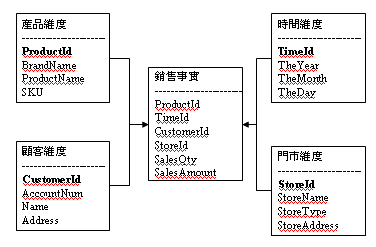 產品維度
ProductId
BrandName
ProductName
SKU
時間維度
TimeId
TheYear
TheMonth
TheDay
銷售事實
ProductId
TimeId
CustomerId
StoreId
SalesQty
SalesAmount
顧客維度
CustomerId
AccountNum
Name
Address
門市維度
StoreId
StoreName
StoreType
StoreAddress